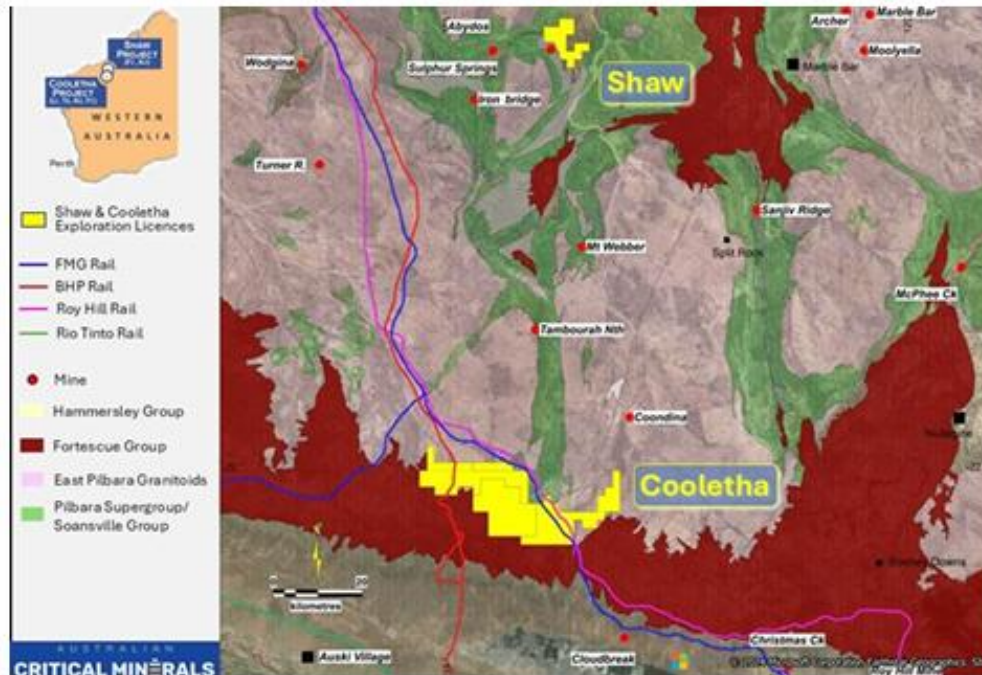 SHAW
PROJECT
COOLETHA
PROJECT
WESTERN
AUSTRALIA
Perth
Shaw & Cooletha
Exploration Licences
FMG Rail
BHP Rail
Roy Hill Rail
Rio Tinto Rail
Mine
Hammersley Group
Fortescue Group
East Pilbara Granitoids
Pilbara Supergroup/
Soansville Group
AUSTRALIAN
CRITICAL MINERALS
Abydos
Archer
Marble Bar
Wodgina
Sulphur Springs
Moolyella
Marble Bar
Shaw
Iron bridge
Turner R.
Sanjiv Ridge
Mt Webber
Split Rock
McPhee Ck
Tambourah Nth
Coondina
Cooletha
kilometres
Christmas Ck
Auski Village
Cloudbreak